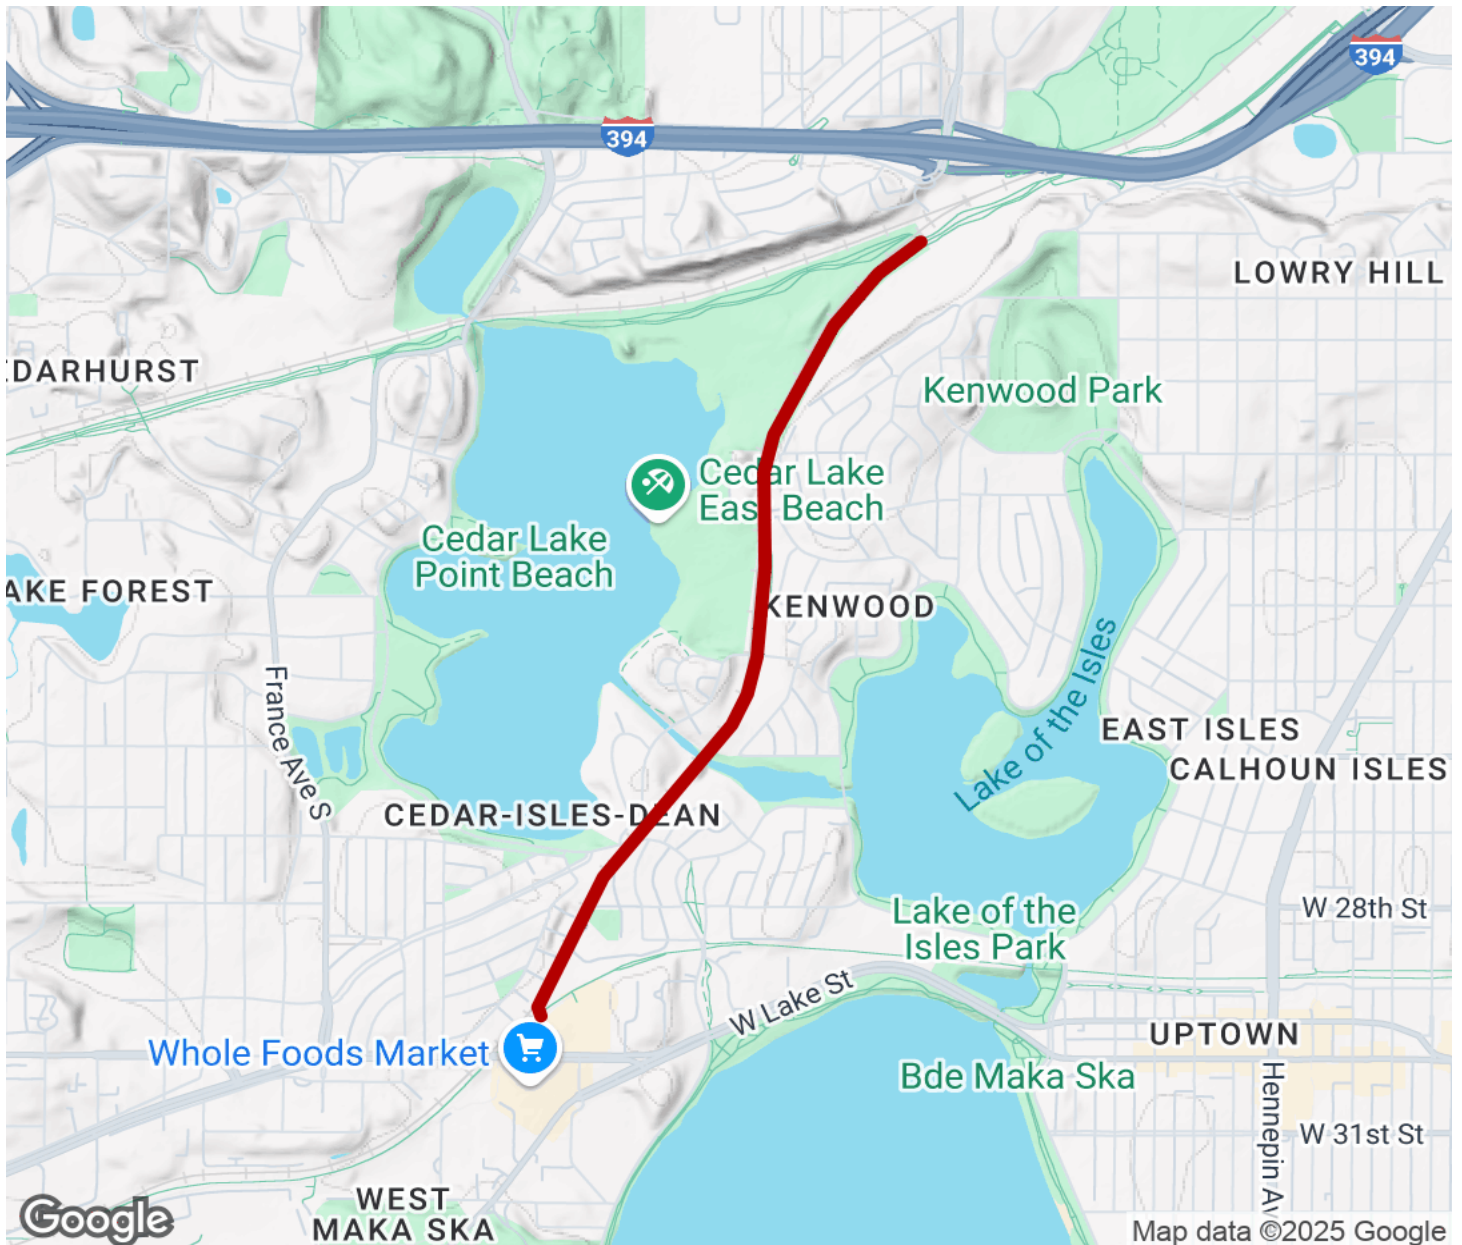 394
394
LOWRY HILL
EDARHURST
Kenwood Park
Cedar Lake
East Beach
Cedar Lake
Point Beach
AKE FOREST
KENWOOD
Lake of the Isles
France Ave S
EAST ISLES
CALHOUN ISLES
CEDAR-ISLES-DEAN
Lake of the
Isles Park
W 28th St
W Lake St
Whole Foods Market
UPTOWN
Bde Maka Ska
Hennepin Av
W 31st St
WEST
MAKA SKA
Google
Map data ©2025 Google